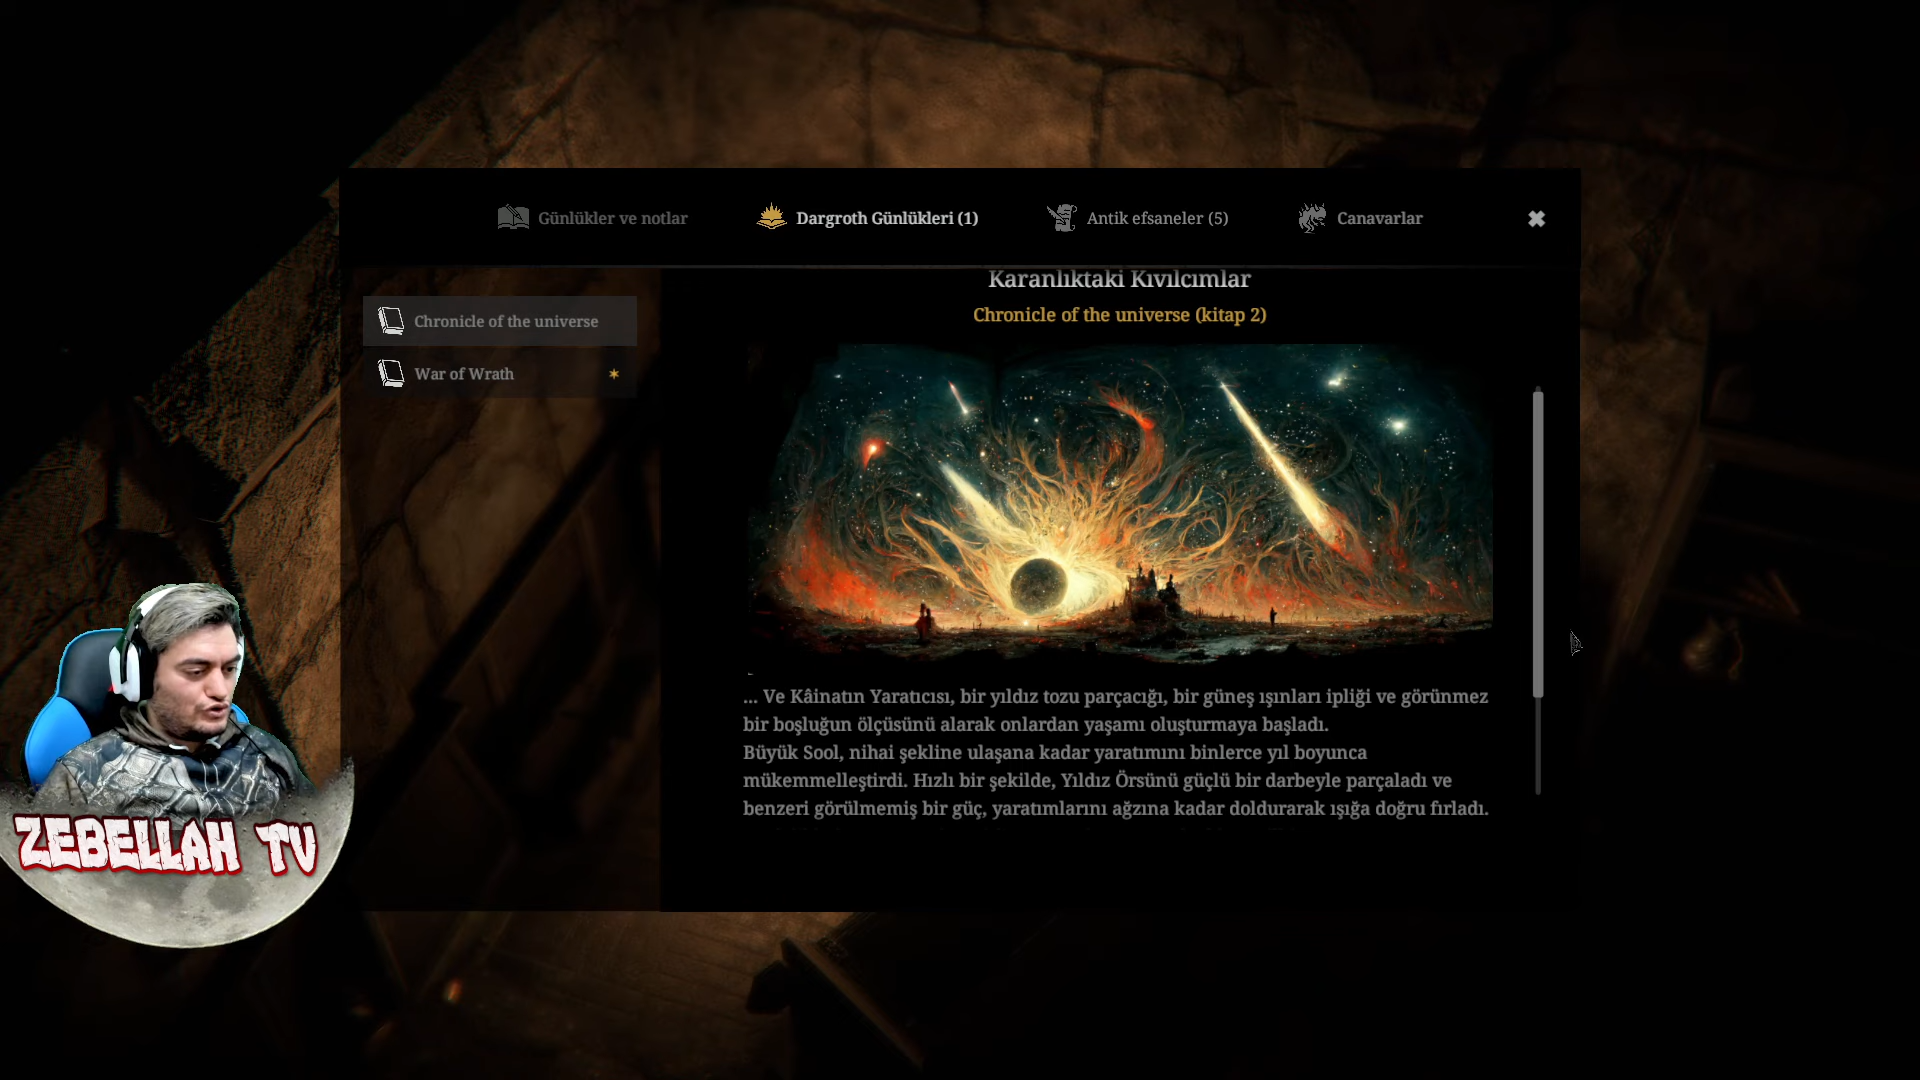 Günlükler ve notlar
Dargroth Günlükleri (1)
Antik efsaneler (5)
Canavarlar
Chronicle of the universe
War of Wrath
Karanlıktaki Kıvılcımlar
Chronicle of the universe (kitap 2)
... Ve Kâinatın Yaratıcısı, bir yıldız tozu parçacığı, bir güneş ışınları ipliği ve görünmez
bir boşluğun ölçüsünü alarak onlardan yaşamı oluşturmaya başladı.
Büyük Sool, nihai şekline ulaşana kadar yaratımını binlerce yıl boyunca
mükemmelleştirdi. Hızlı bir şekilde, Yıldız Örsünü güçlü bir darbeyle parçaladı ve
benzeri görülmemiş bir güç, yaratımlarını ağzına kadar doldurarak ışığa doğru fırladı.
ZEBELLAH TV